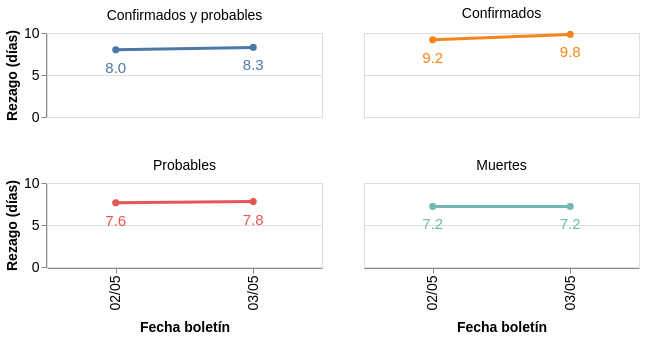 Confirmados y probables
Confirmados
Rezago (días)
10
5
0
8.0
8.3
9.2
9.8
Probables
Muertes
Rezago (días)
10
5
0
7.6
7.8
7.2
7.2
02/05
03/05
02/05
03/05
Fecha boletín
Fecha boletín